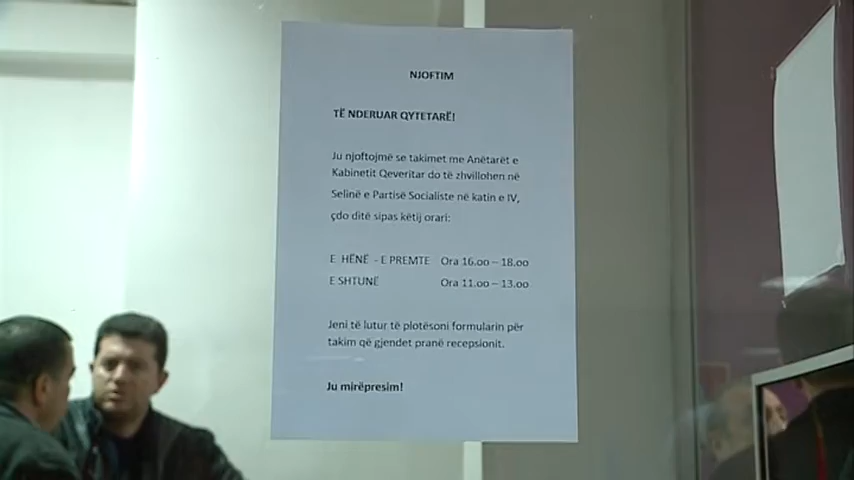 NJOFTIM
TË NDERUAR QYTETARË!
Ju njoftojmë se takimet me Anëtarët e
Kabinetit Qeveritar do të zhvillohen në
Selinë e Partisë Socialiste në katin e IV,
çdo ditë sipas këtij orari:
E HËNË - E PREMTE Ora 16.oo – 18.oo
E SHTUNË Ora 11.oo – 13.oo
Jeni të lutur të plotësoni formularin për
takim që gjendet pranë recepsionit.
Ju mirëpresim!